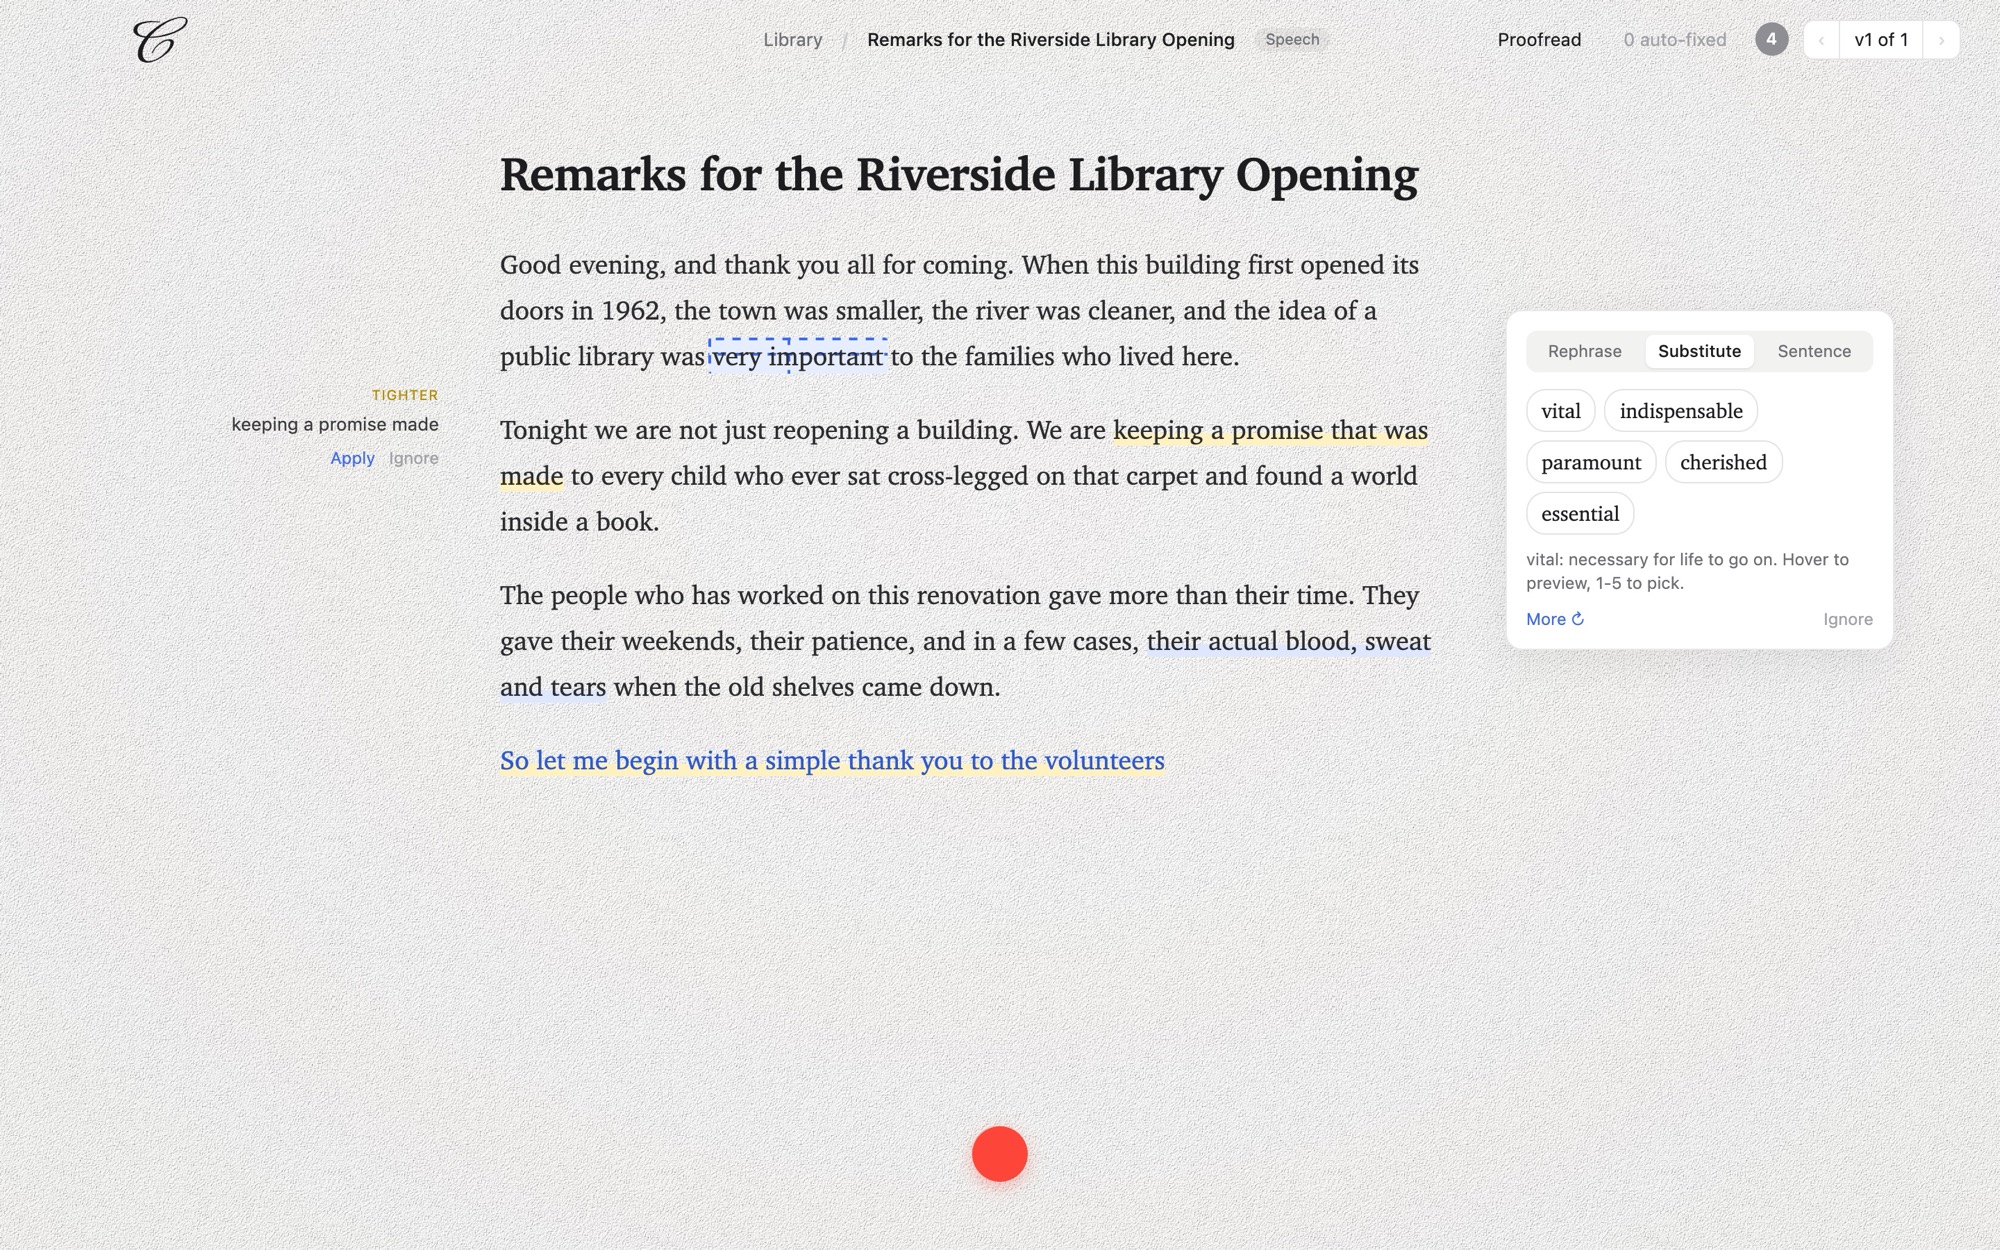 C
Library / Remarks for the Riverside Library Opening Speech
Proofread 0 auto-fixed 4 ‹ v1 of 1 ›
Remarks for the Riverside Library Opening
Good evening, and thank you all for coming. When this building first opened its
doors in 1962, the town was smaller, the river was cleaner, and the idea of a
public library was very important to the families who lived here.
TIGHTER
keeping a promise made
Apply Ignore
Tonight we are not just reopening a building. We are keeping a promise that was
made to every child who ever sat cross-legged on that carpet and found a world
inside a book.
The people who has worked on this renovation gave more than their time. They
gave their weekends, their patience, and in a few cases, their actual blood, sweat
and tears when the old shelves came down.
So let me begin with a simple thank you to the volunteers
Rephrase Substitute Sentence
vital indispensable
paramount cherished
essential
vital: necessary for life to go on. Hover to
preview, 1-5 to pick.
More ↻ Ignore